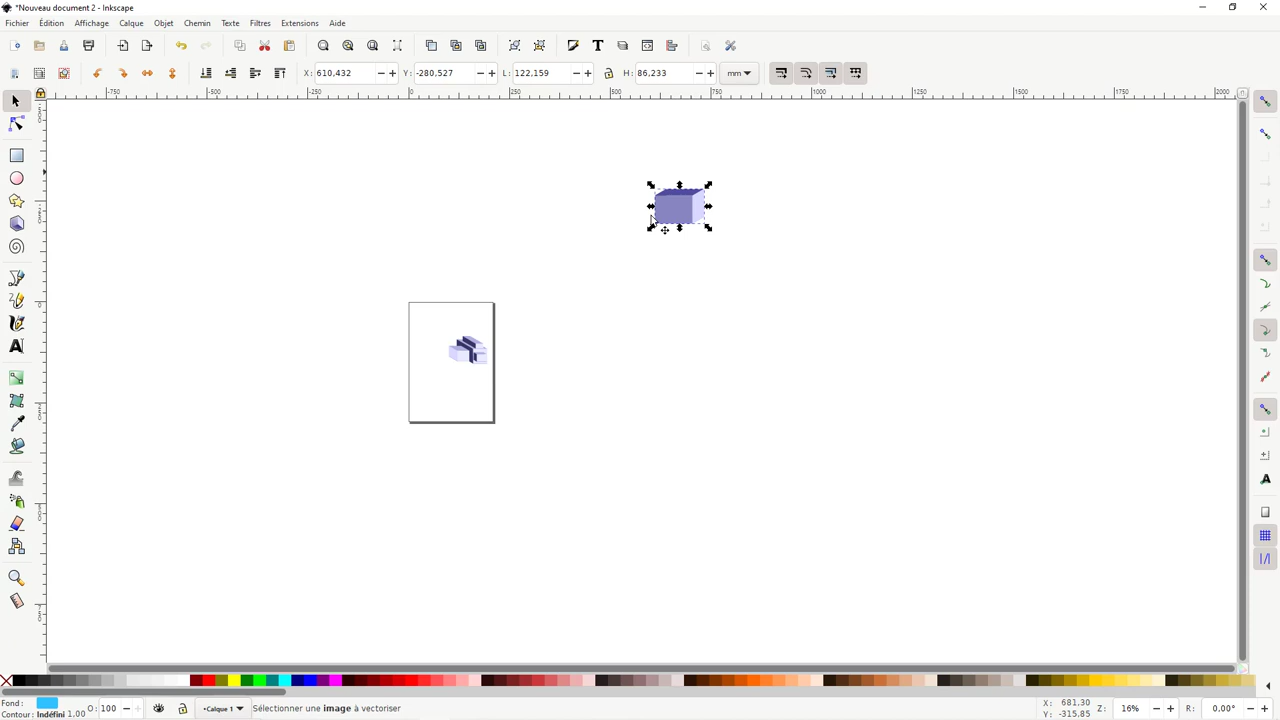 *Nouveau document 2 - Inkscape
Fichier Édition Affichage Calque Objet Chemin Texte Filtres Extensions Aide
X: 610,432 Y: -280,527 L: 122,159 H: 86,233 mm
-750 -500 -250 0 250 500 750 1000 1250 1500 1750 2000
Fond :
Contour : Indéfini 1,00
O: 100
•Calque 1
Sélectionner une image à vectoriser
X: 681,30
Y: -315,85
Z: 16%
R: 0,00°